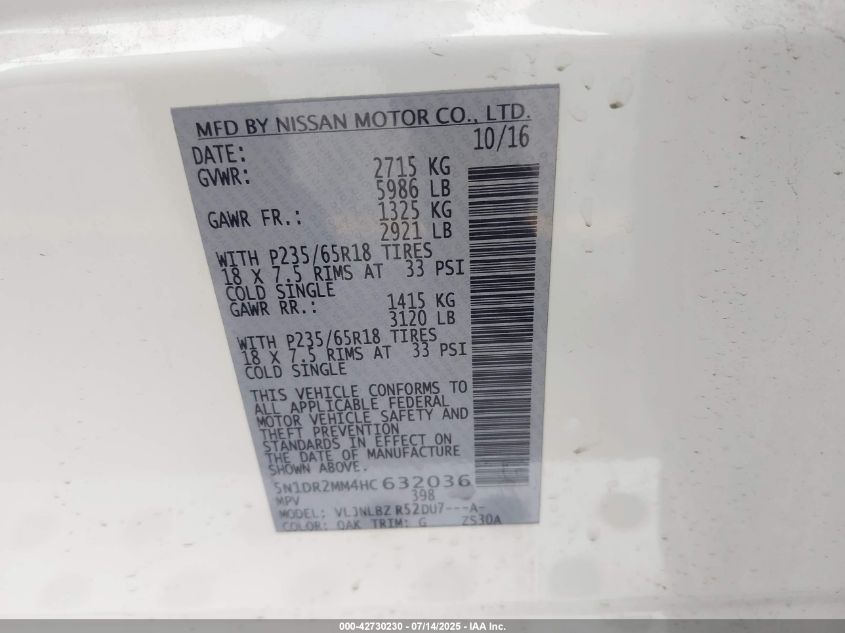 MFD BY NISSAN MOTOR CO., LTD.
DATE: 10/16
GVWR: 2715 KG
5986 LB
GAWR FR.: 1325 KG
2921 LB
WITH P235/65R18 TIRES
18 X 7.5 RIMS AT 33 PSI
COLD SINGLE
GAWR RR.: 1415 KG
3120 LB
WITH P235/65R18 TIRES
18 X 7.5 RIMS AT 33 PSI
COLD SINGLE
THIS VEHICLE CONFORMS TO
ALL APPLICABLE FEDERAL
MOTOR VEHICLE SAFETY AND
THEFT PREVENTION
STANDARDS IN EFFECT ON
THE DATE OF MANUFACTURE
SHOWN ABOVE.
5N1DR2MM4HC632036
MPV 398
MODEL: VLJNLBZ R52DU7---A-
COLOR: QAK TRIM: G ZS30A
000-42730230 - 07/14/2025 - IAA Inc.